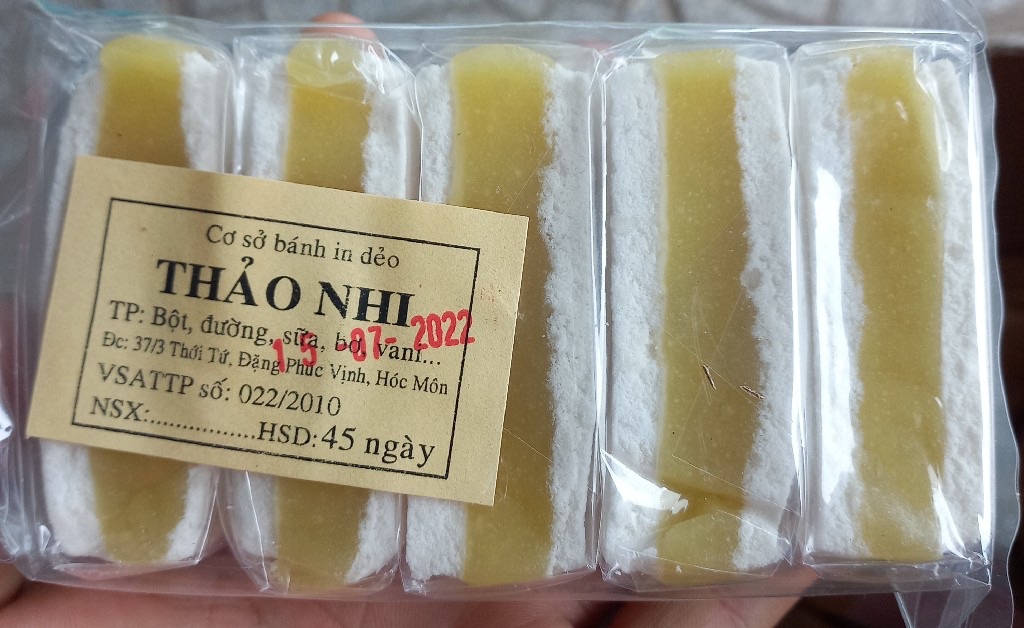 Cơ sở bánh in dẻo
THẢO NHI
TP: Bột, đường, sữa, bơ, vani...
15-07-2022
Đc: 37/3 Thới Tứ, Đặng Phúc Vịnh, Hóc Môn
VSATTP số: 022/2010
NSX:................HSD: 45 ngày